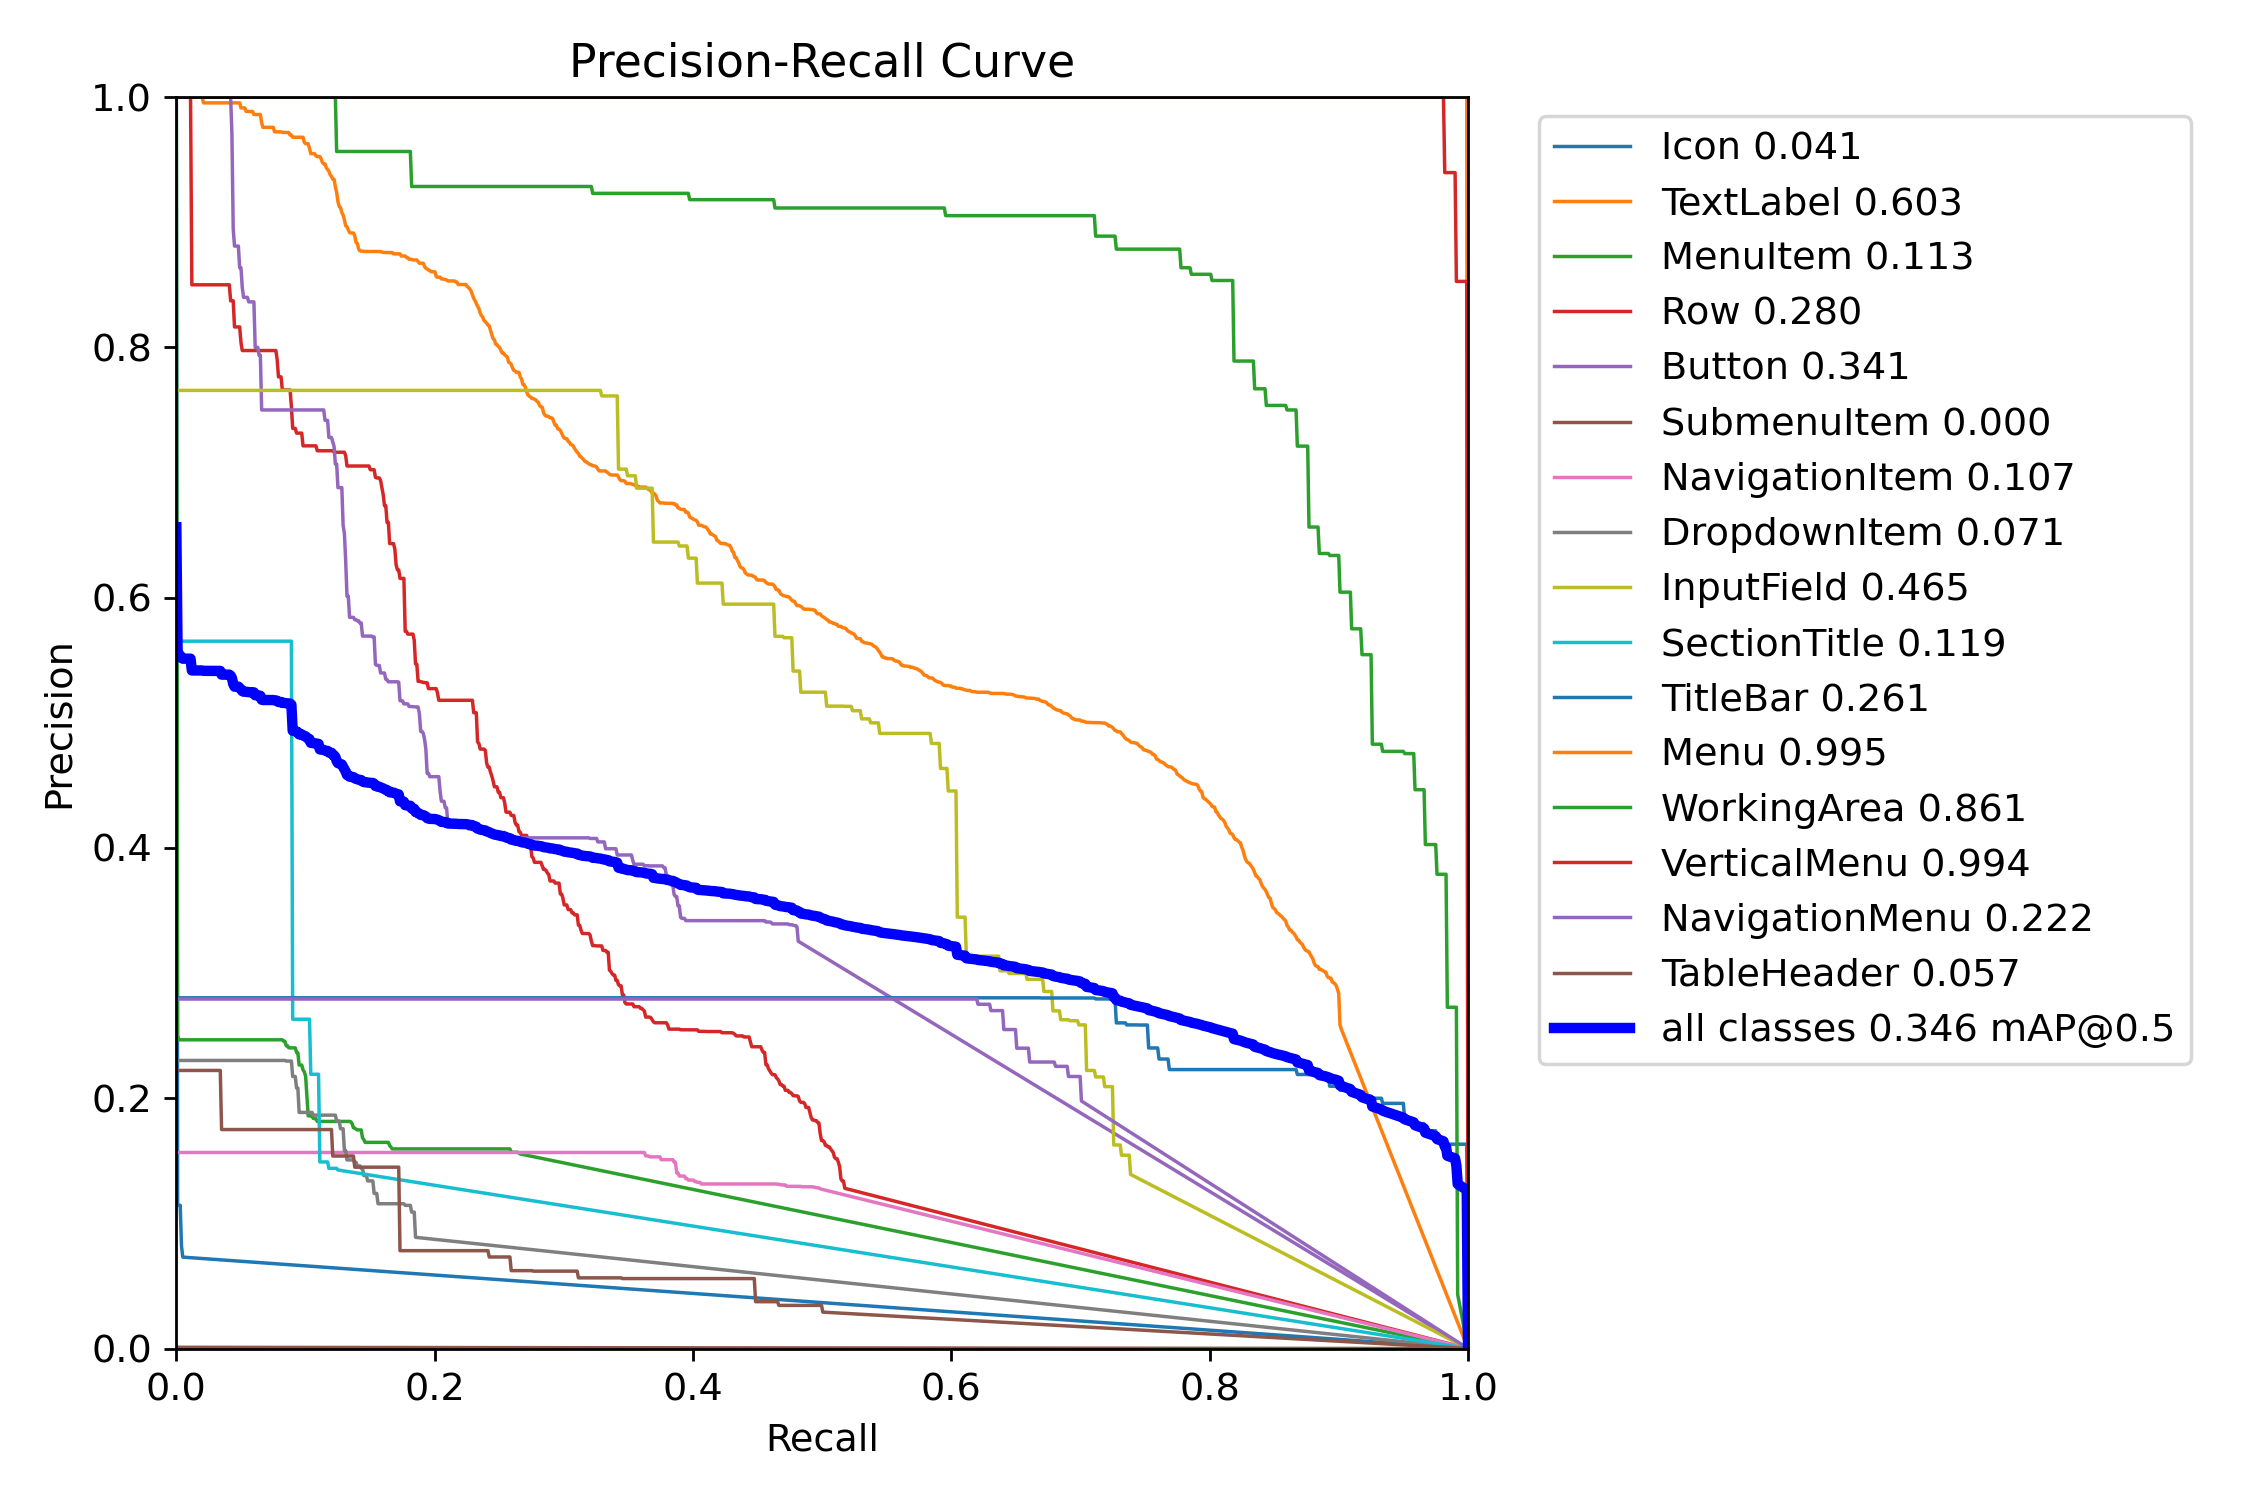 Precision-Recall Curve
1.0
0.8
0.6
0.4
0.2
0.0
Precision
0.0 0.2 0.4 0.6 0.8 1.0
Recall
Icon 0.041
TextLabel 0.603
MenuItem 0.113
Row 0.280
Button 0.341
SubmenuItem 0.000
NavigationItem 0.107
DropdownItem 0.071
InputField 0.465
SectionTitle 0.119
TitleBar 0.261
Menu 0.995
WorkingArea 0.861
VerticalMenu 0.994
NavigationMenu 0.222
TableHeader 0.057
all classes 0.346 mAP@0.5